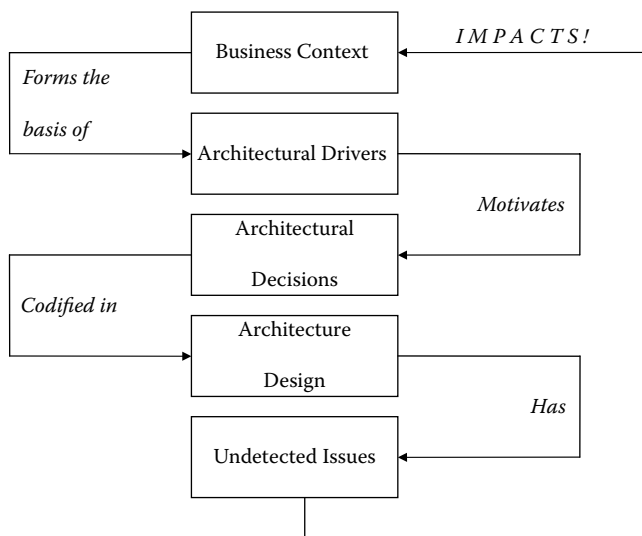 Business Context
I M P A C T S !
Forms the
basis of
Architectural Drivers
Motivates
Architectural
Decisions
Codified in
Architecture
Design
Has
Undetected Issues